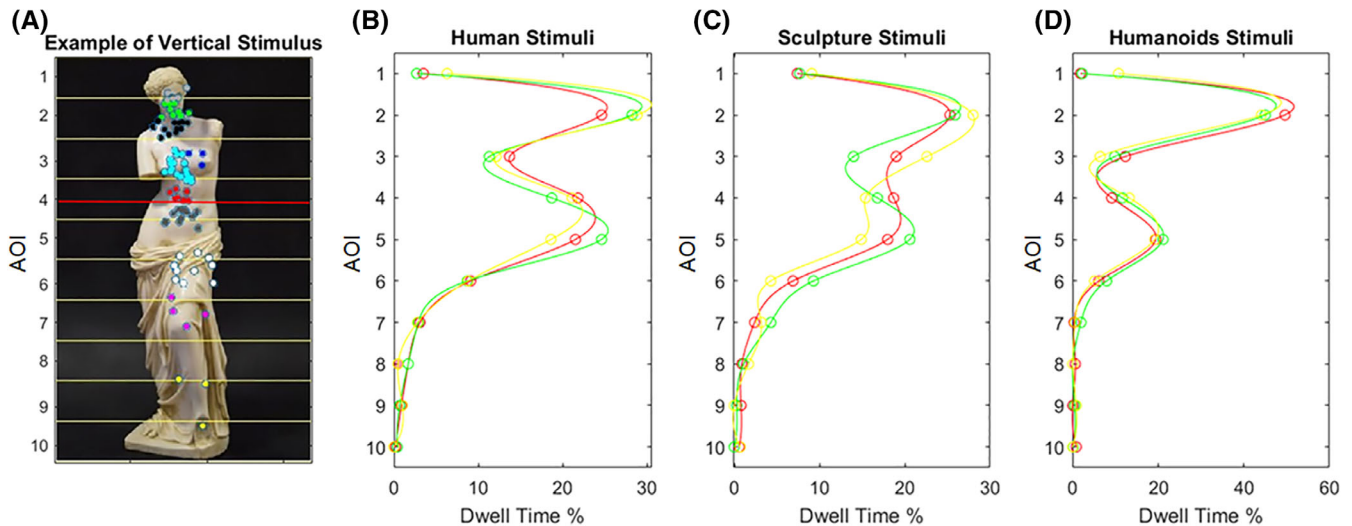 (A)
Example of Vertical Stimulus
AOI
1
2
3
4
5
6
7
8
9
10
(B)
Human Stimuli
AOI
1
2
3
4
5
6
7
8
9
10
0 10 20 30
Dwell Time %
(C)
Sculpture Stimuli
AOI
1
2
3
4
5
6
7
8
9
10
0 10 20 30
Dwell Time %
(D)
Humanoids Stimuli
AOI
1
2
3
4
5
6
7
8
9
10
0 20 40 60
Dwell Time %